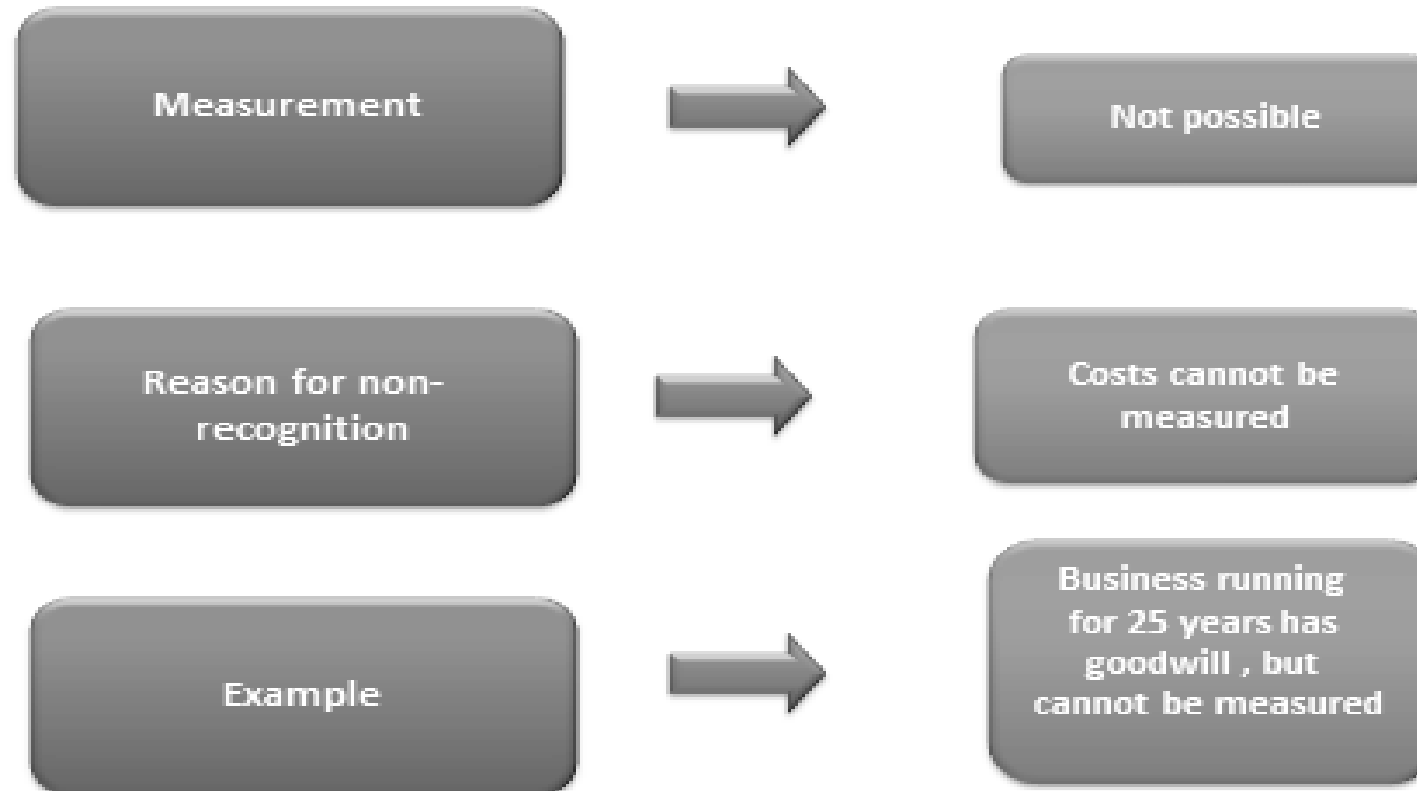 Measurement
Not possible
Reason for non-
recognition
Costs cannot be
measured
Example
Business running
for 25 years has
goodwill , but
cannot be measured